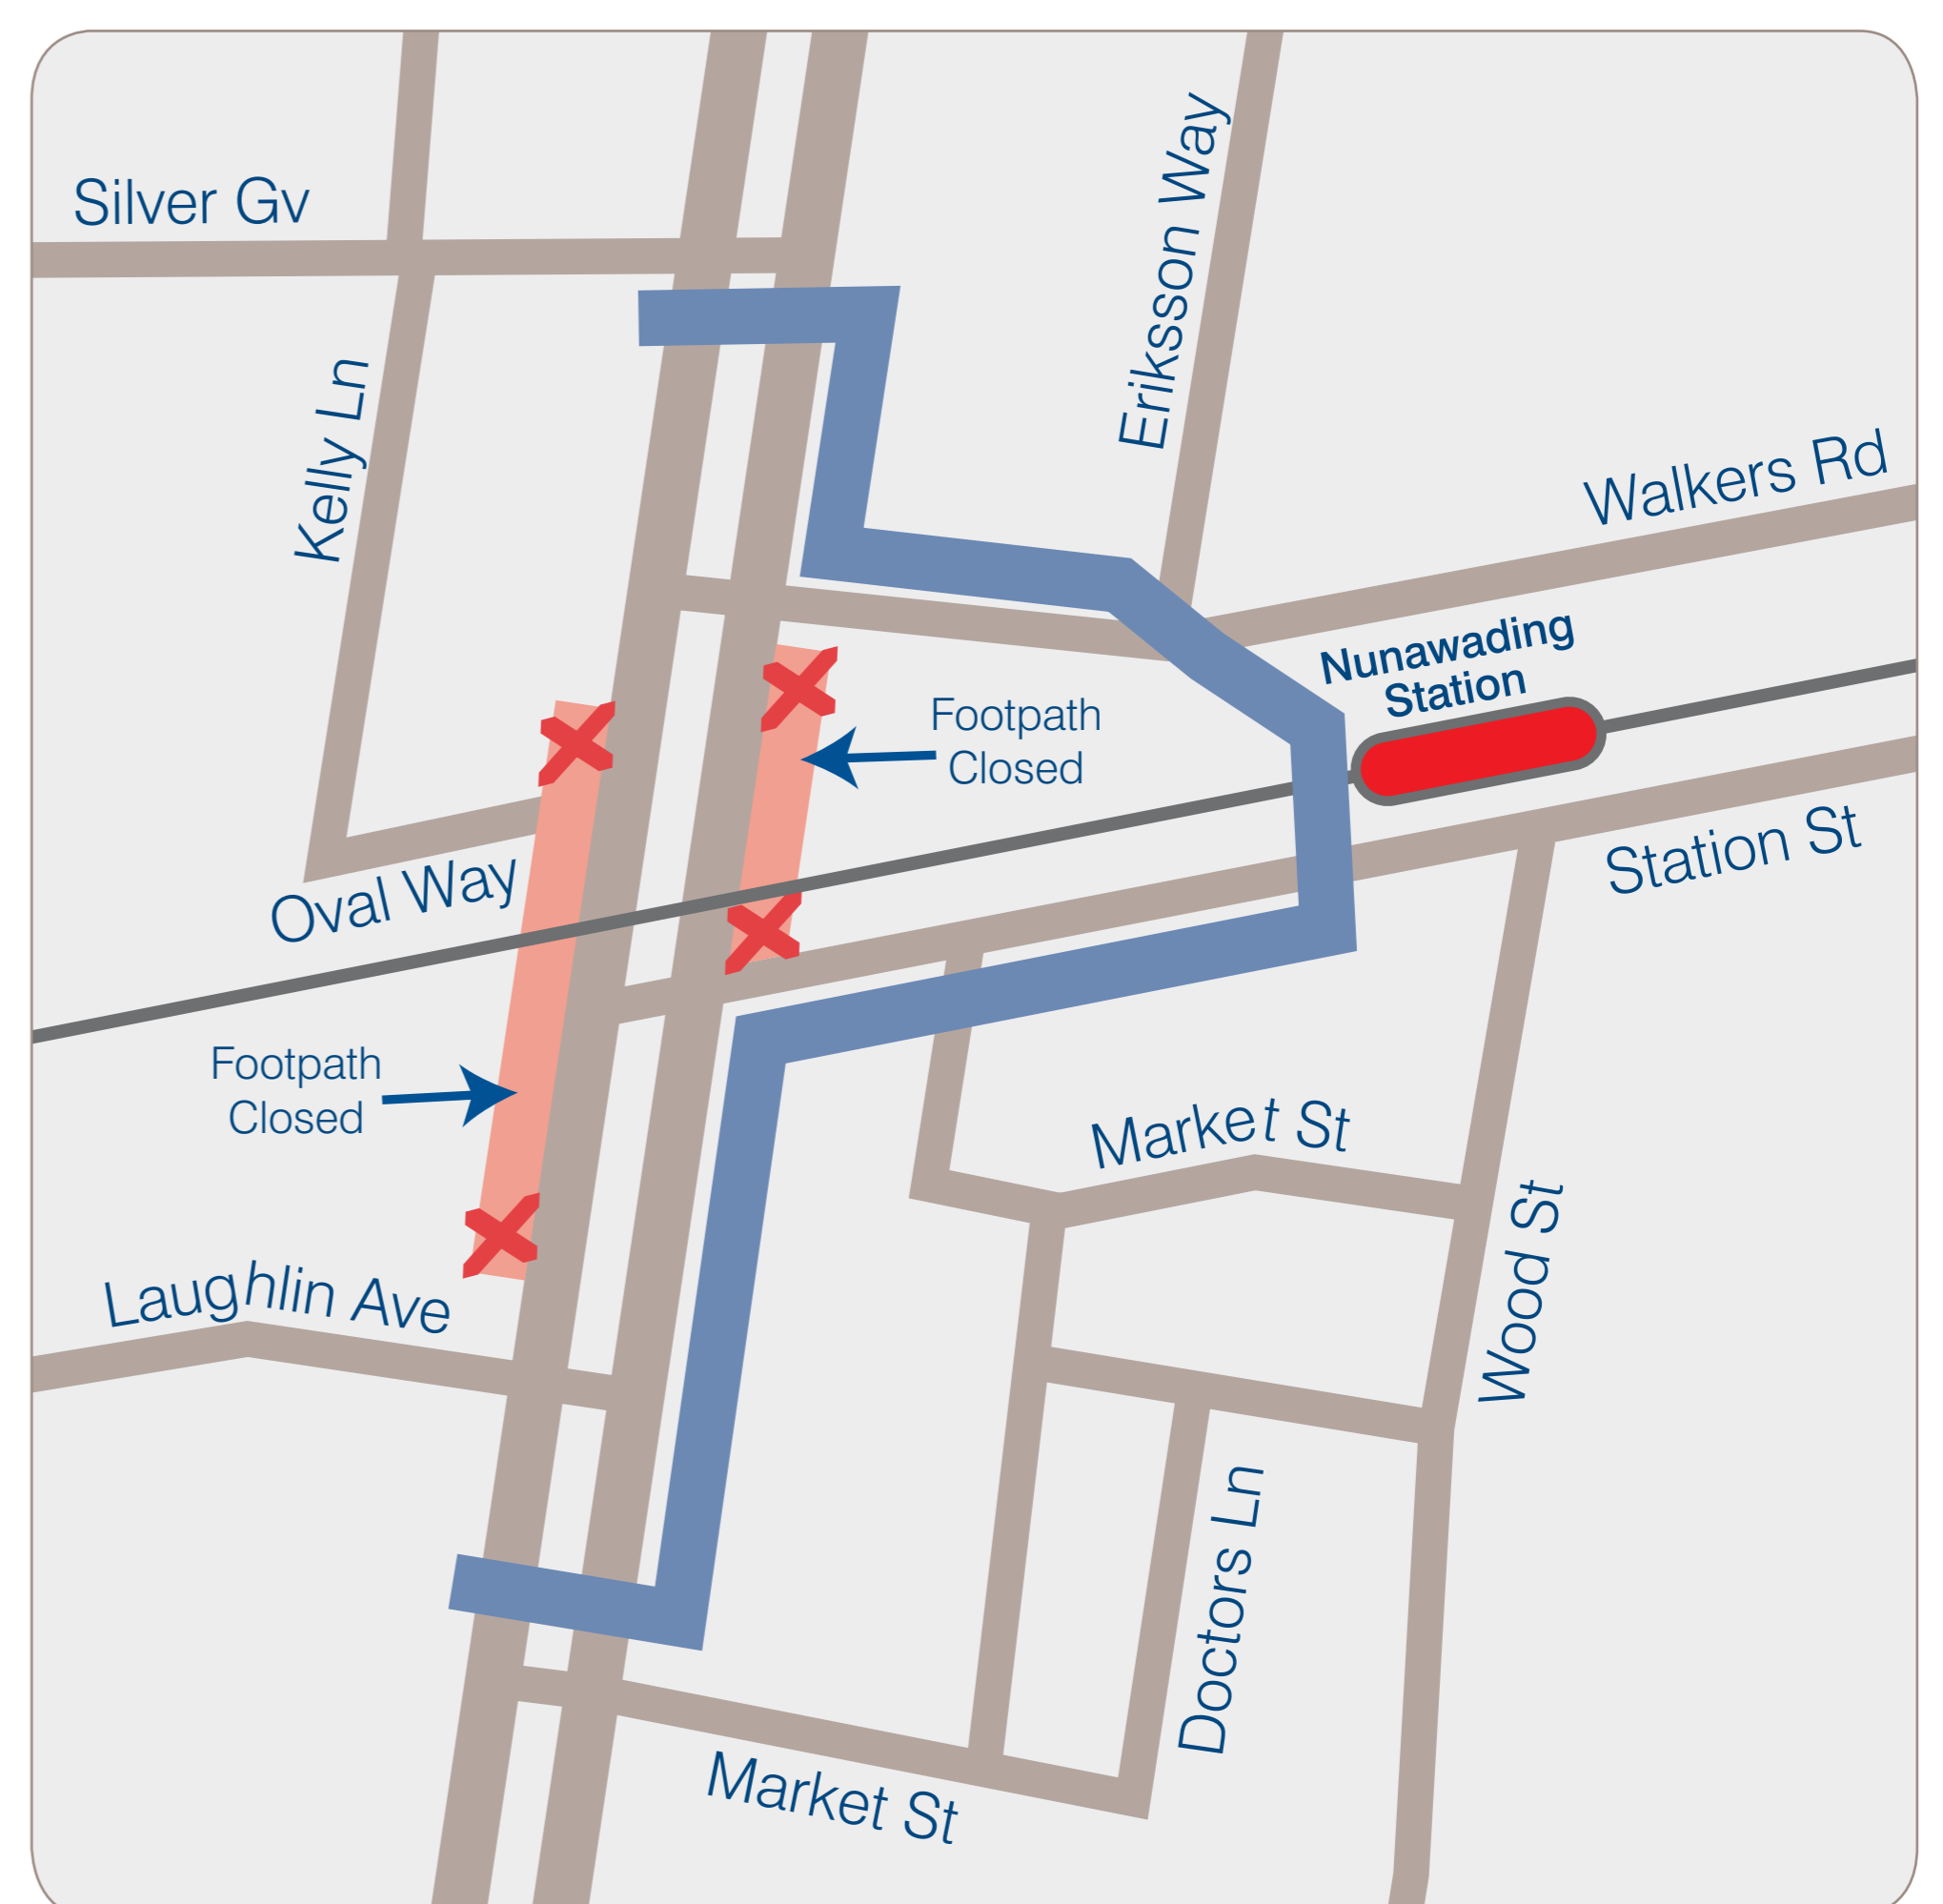 Silver Gv
Eriksson Way
Kelly Ln
Walkers Rd
Nunawading
Station
Footpath
Closed
Station St
Oval Way
Footpath
Closed
Market St
Laughlin Ave
Wood St
Doctors Ln
Market St